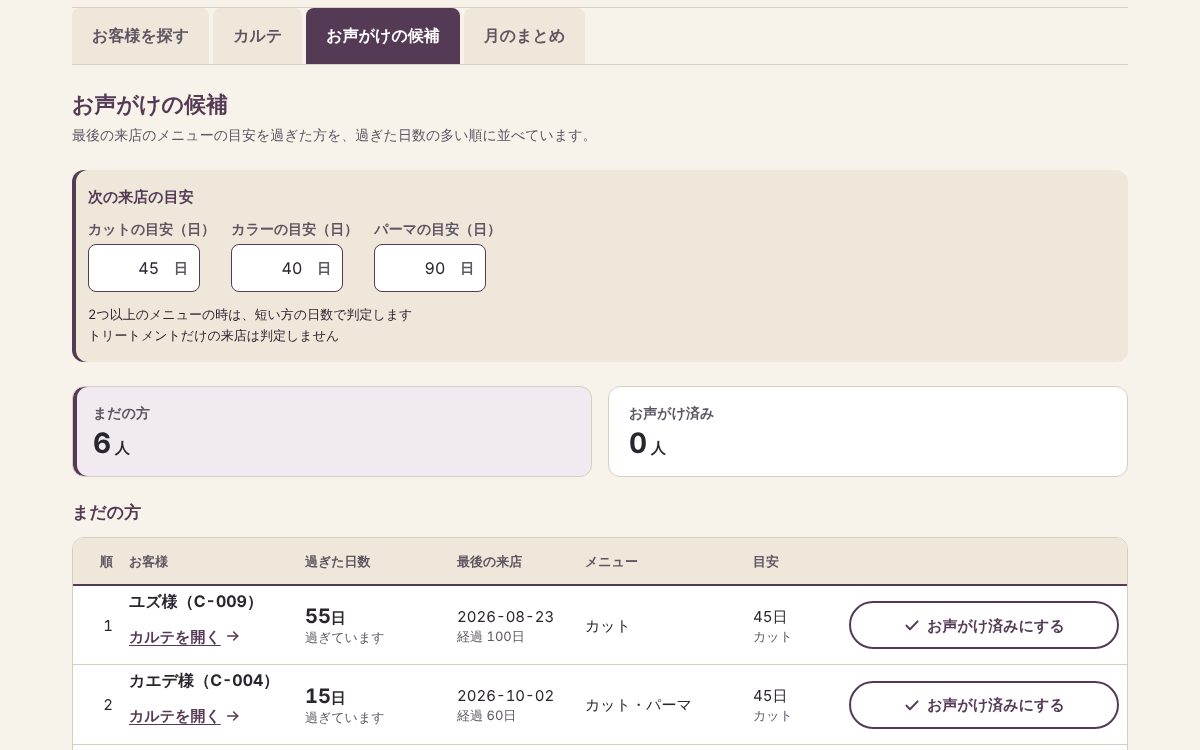 お客様を探す カルテ お声がけの候補 月のまとめ
お声がけの候補
最後の来店のメニューの目安を過ぎた方を、過ぎた日数の多い順に並べています。
次の来店の目安
カットの目安（日） カラーの目安（日） パーマの目安（日）
45 日 40 日 90 日
2つ以上のメニューの時は、短い方の日数で判定します
トリートメントだけの来店は判定しません
まだの方 お声がけ済み
6人 0人
まだの方
順 お客様 過ぎた日数 最後の来店 メニュー 目安
1 ユズ様（C-009） 55日 2026-08-23 カット 45日 お声がけ済みにする
カルテを開く → 過ぎています 経過 100日 カット
2 カエデ様（C-004） 15日 2026-10-02 カット・パーマ 45日 お声がけ済みにする
カルテを開く → 過ぎています 経過 60日 カット